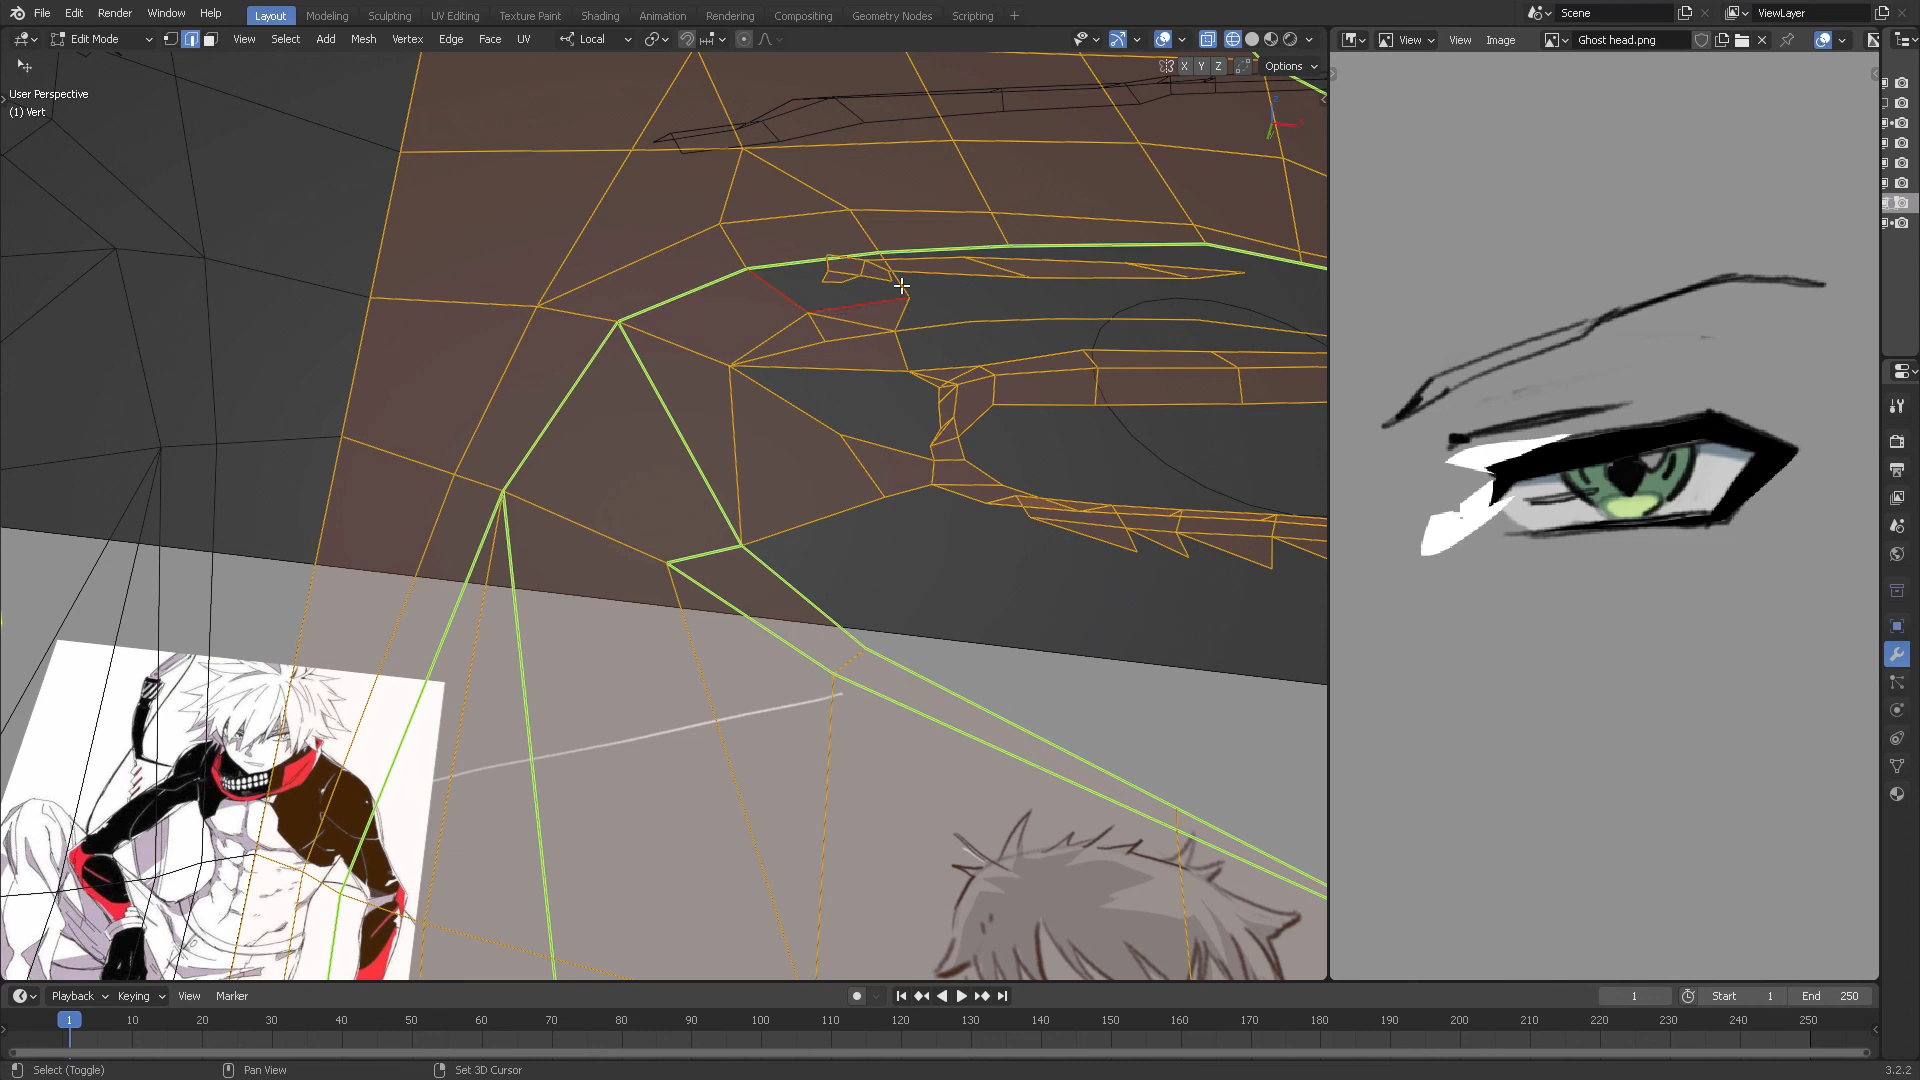 File Edit Render Window Help Layout Modeling Sculpting UV Editing Texture Paint Shading Animation Rendering Compositing Geometry Nodes Scripting + Scene ViewLayer
Edit Mode View Select Add Mesh Vertex Edge Face UV Local View View Image Ghost head.png
X Y Z Options
User Perspective
(1) Vert
Playback Keying View Marker 1 Start 1 End 250
1 10 20 30 40 50 60 70 80 90 100 110 120 130 140 150 160 170 180 190 200 210 220 230 240 250
Select (Toggle) Pan View Set 3D Cursor 3.2.2